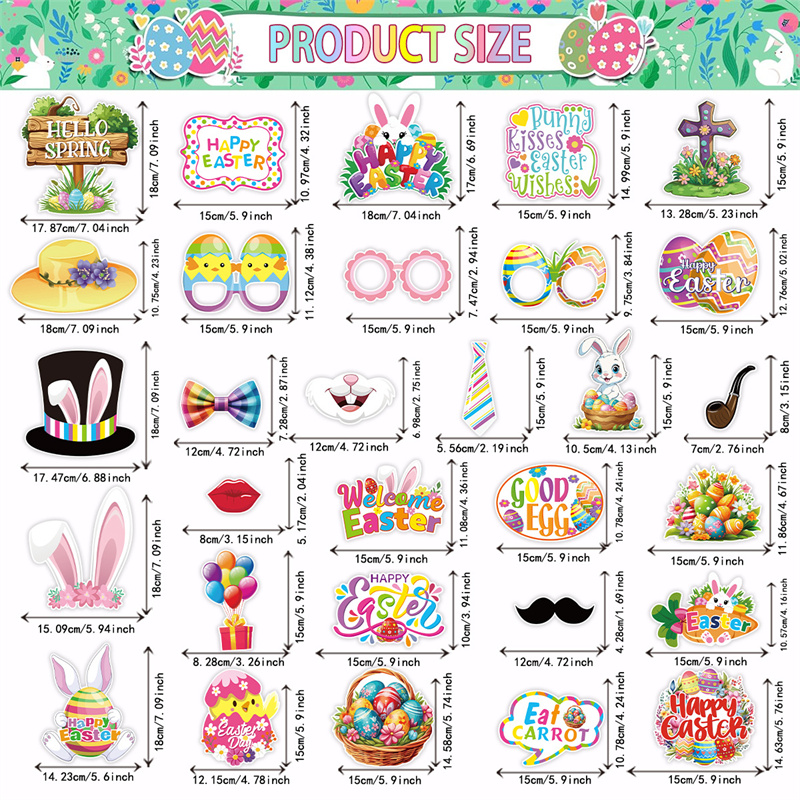 PRODUCT SIZE
HELLO
SPRING
18cm/7.09inch
17.87cm/7.04inch
HAPPY
EASTER
10.97cm/4.32inch
15cm/5.9inch
HAPPY
EASTER
17cm/6.69inch
18cm/7.04inch
Bunny
Kisses
Easter
Wishes
14.99cm/5.9inch
15cm/5.9inch
15cm/5.9inch
13.28cm/5.23inch
10.75cm/4.23inch
18cm/7.09inch
11.12cm/4.38inch
15cm/5.9inch
7.47cm/2.94inch
15cm/5.9inch
9.75cm/3.84inch
15cm/5.9inch
Happy
Easter
12.76cm/5.02inch
15cm/5.9inch
18cm/7.09inch
17.47cm/6.88inch
7.28cm/2.87inch
12cm/4.72inch
6.98cm/2.75inch
12cm/4.72inch
15cm/5.9inch
5.56cm/2.19inch
15cm/5.9inch
10.5cm/4.13inch
8cm/3.15inch
7cm/2.76inch
18cm/7.09inch
15.09cm/5.94inch
5.17cm/2.04inch
8cm/3.15inch
Welcome
Easter
11.08cm/4.36inch
15cm/5.9inch
GOOD
EGG
10.78cm/4.24inch
15cm/5.9inch
11.86cm/4.67inch
15cm/5.9inch
15cm/5.9inch
8.28cm/3.26inch
HAPPY
Easter
10cm/3.94inch
15cm/5.9inch
4.28cm/1.69inch
12cm/4.72inch
Easter
10.57cm/4.16inch
15cm/5.9inch
Happy
EASTER
18cm/7.09inch
14.23cm/5.6inch
Easter
Day
15cm/5.9inch
12.15cm/4.78inch
14.58cm/5.74inch
15cm/5.9inch
Eat
CARROT
10.78cm/4.24inch
15cm/5.9inch
Happy
Easter
14.63cm/5.76inch
15cm/5.9inch